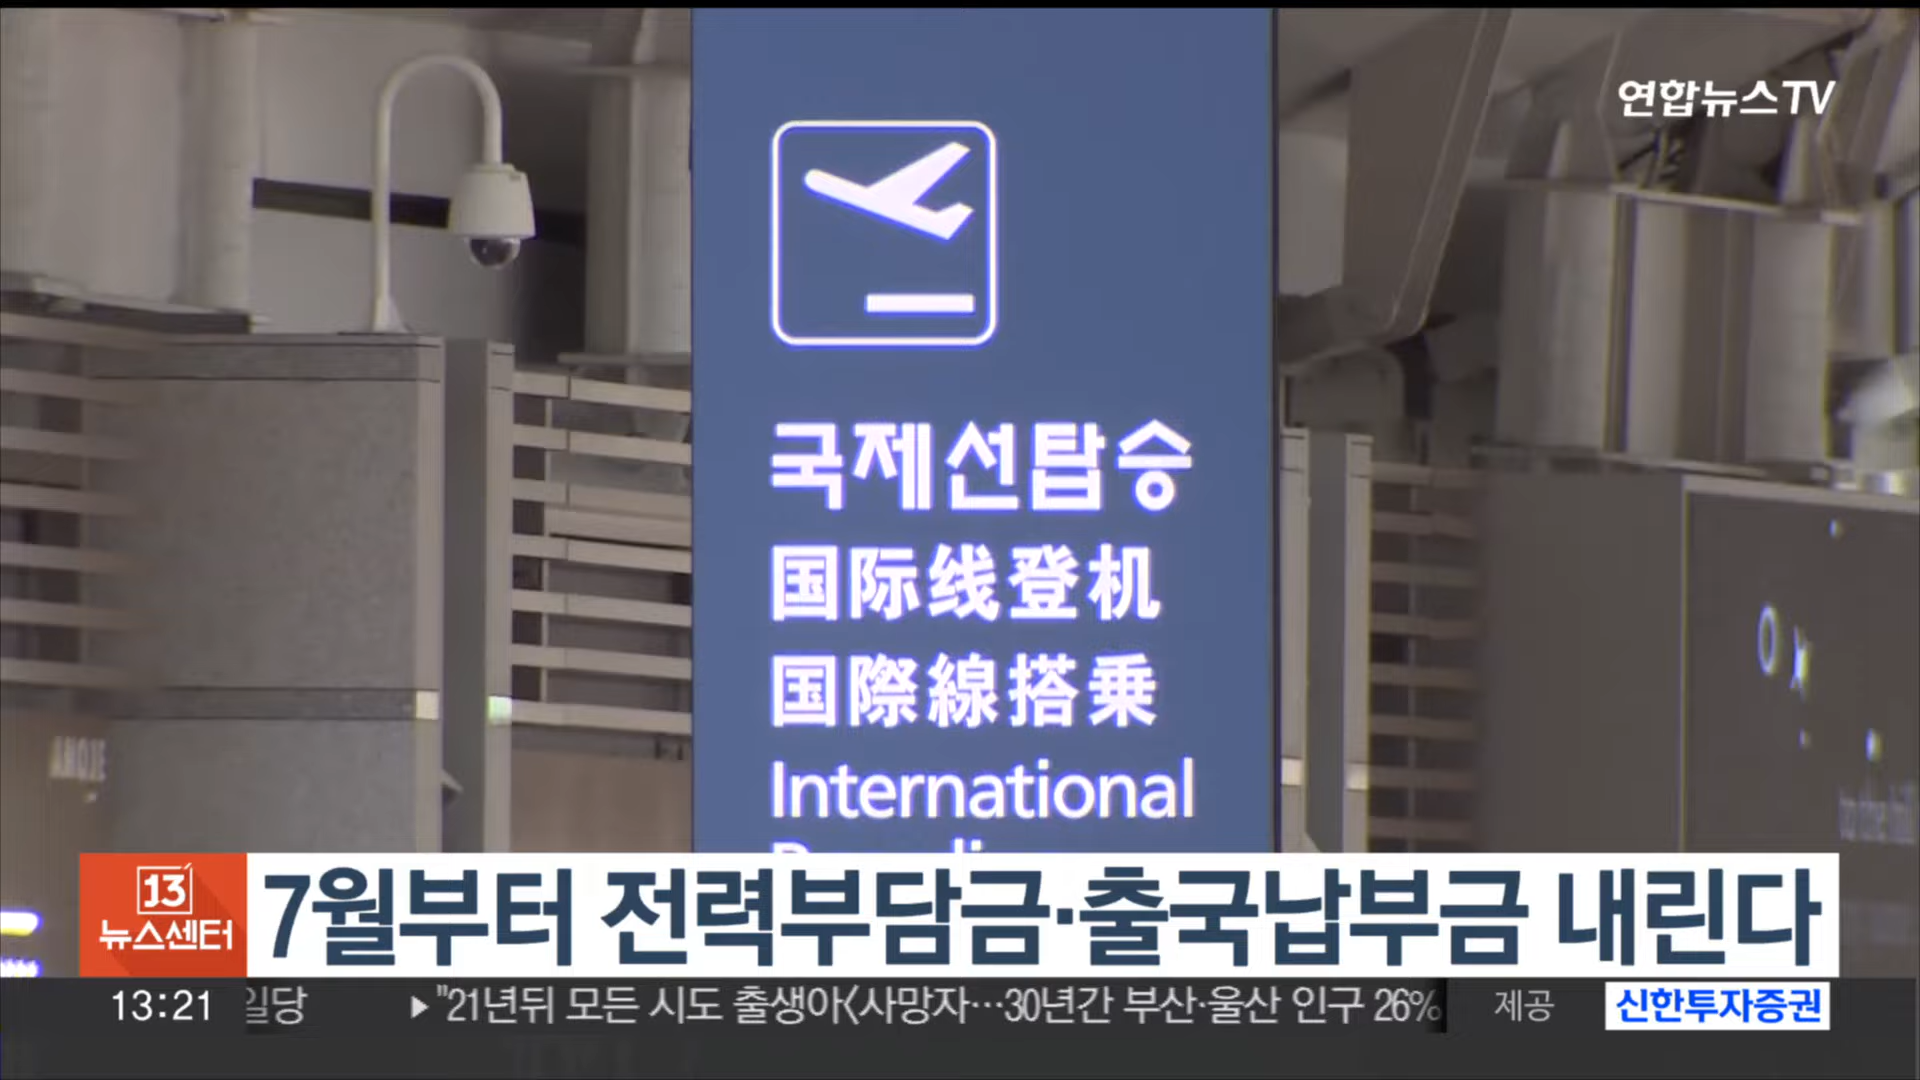 연합뉴스TV
국제선탑승
国际线登机
国際線搭乗
International
13
뉴스센터
7월부터 전력부담금·출국납부금 내린다
13:21
일당 ▶"21년뒤 모든 시도 출생아<사망자…30년간 부산·울산 인구 26%
제공
신한투자증권